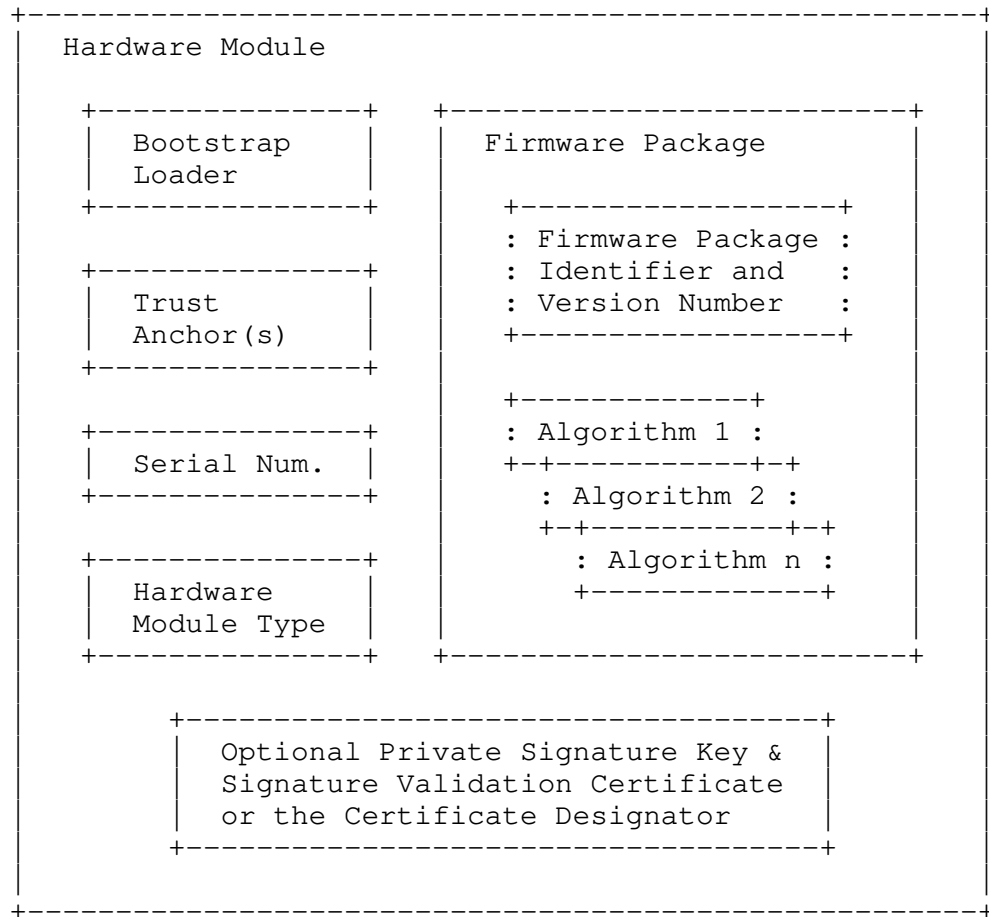 Hardware Module
Bootstrap
Loader
Trust
Anchor(s)
Serial Num.
Hardware
Module Type
Firmware Package
: Firmware Package :
: Identifier and :
: Version Number :
: Algorithm 1 :
: Algorithm 2 :
: Algorithm n :
Optional Private Signature Key &
Signature Validation Certificate
or the Certificate Designator